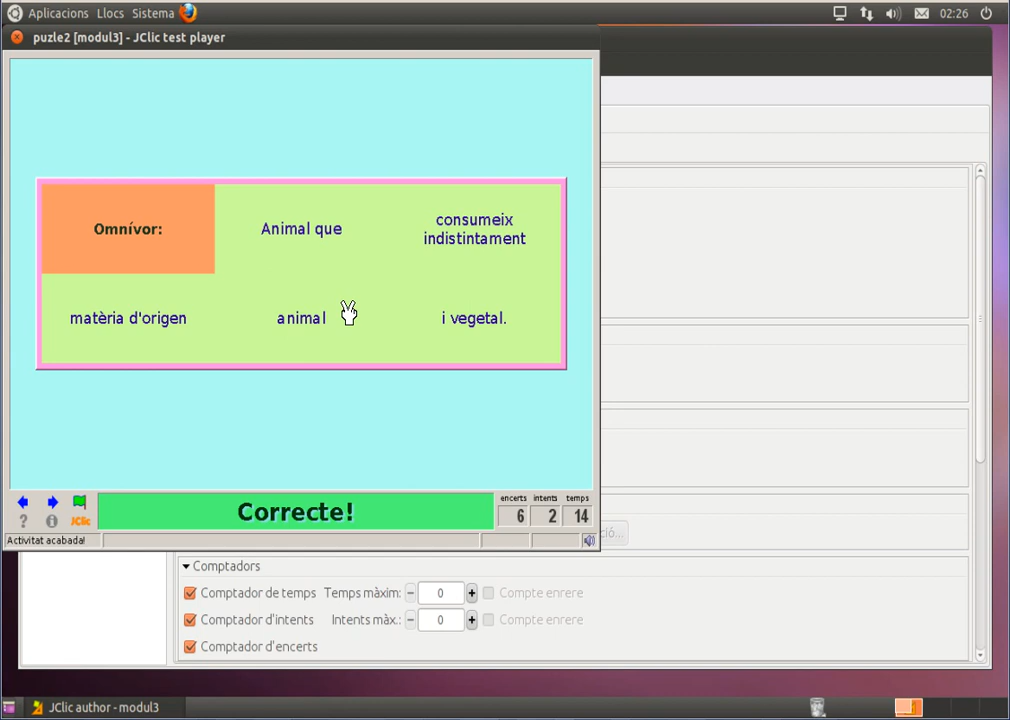 Aplicacions Llocs Sistema 02:26
puzle2 [modul3] - JClic test player
Omnívor:
Animal que
consumeix
indistintament
matèria d'origen
animal
i vegetal.
Correcte!
encerts intents temps
6 2 14
? i JClic
Activitat acabada!
ió...
Comptadors
Comptador de temps Temps màxim: 0 Compte enrere
Comptador d'intents Intents màx.: 0 Compte enrere
Comptador d'encerts
JClic author - modul3